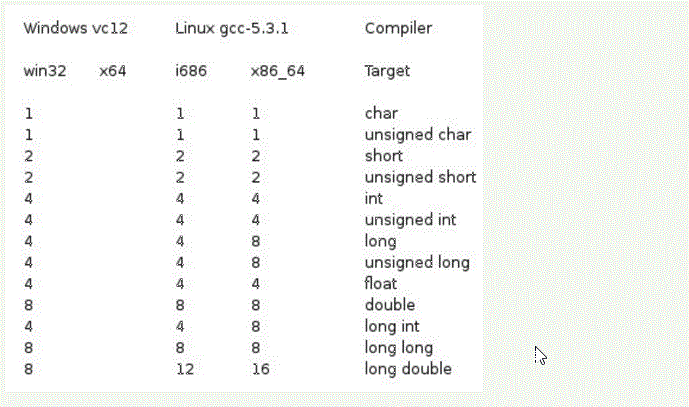 Windows vc12 Linux gcc-5.3.1 Compiler
win32 x64 i686 x86_64 Target
1 1 1 char
1 1 1 unsigned char
2 2 2 short
2 2 2 unsigned short
4 4 4 int
4 4 4 unsigned int
4 4 8 long
4 4 8 unsigned long
4 4 4 float
8 8 8 double
4 4 8 long int
8 8 8 long long
8 12 16 long double